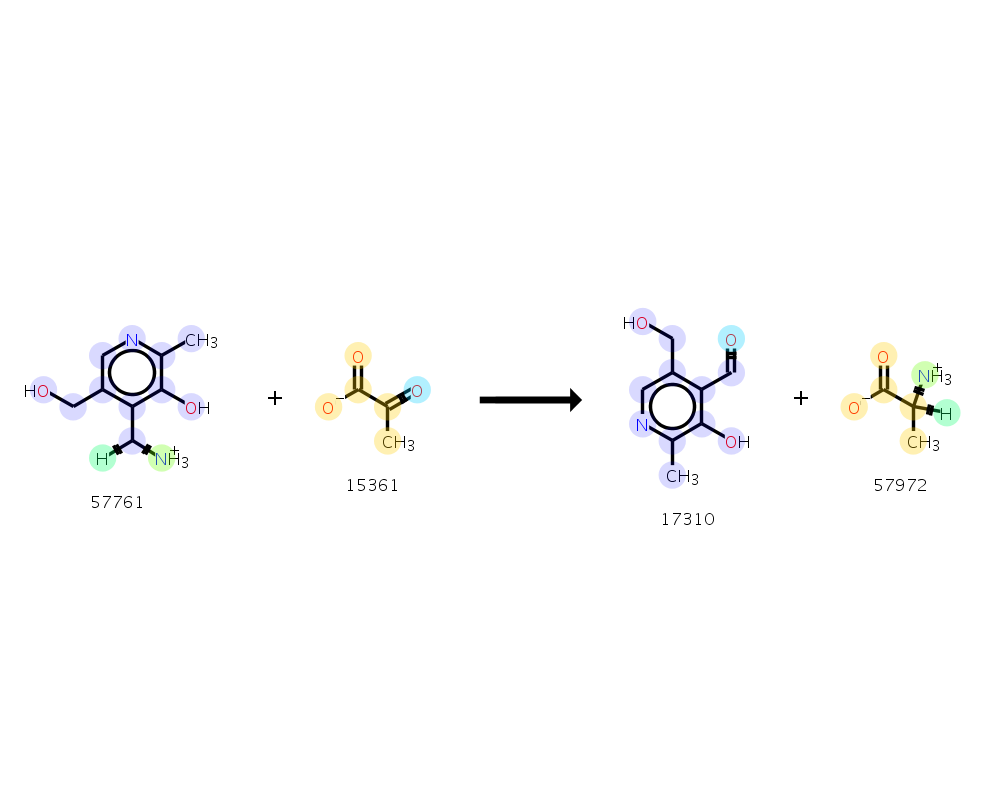 N CH3 HO OH H NH3+
57761
+
O O− O CH3
15361
HO O N OH CH3
17310
+
O O− NH3+ H CH3
57972